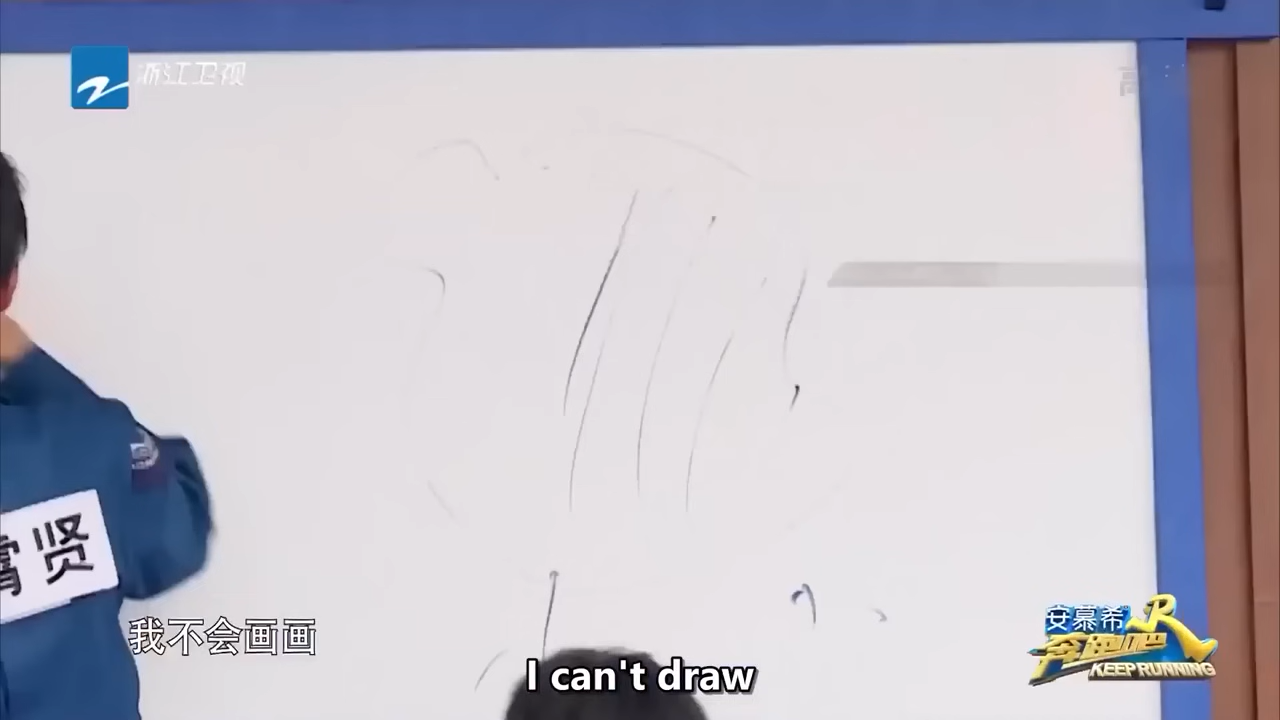 浙江卫视
高
贤
我不会画画
I can't draw
安慕希
奔跑吧
KEEP RUNNING